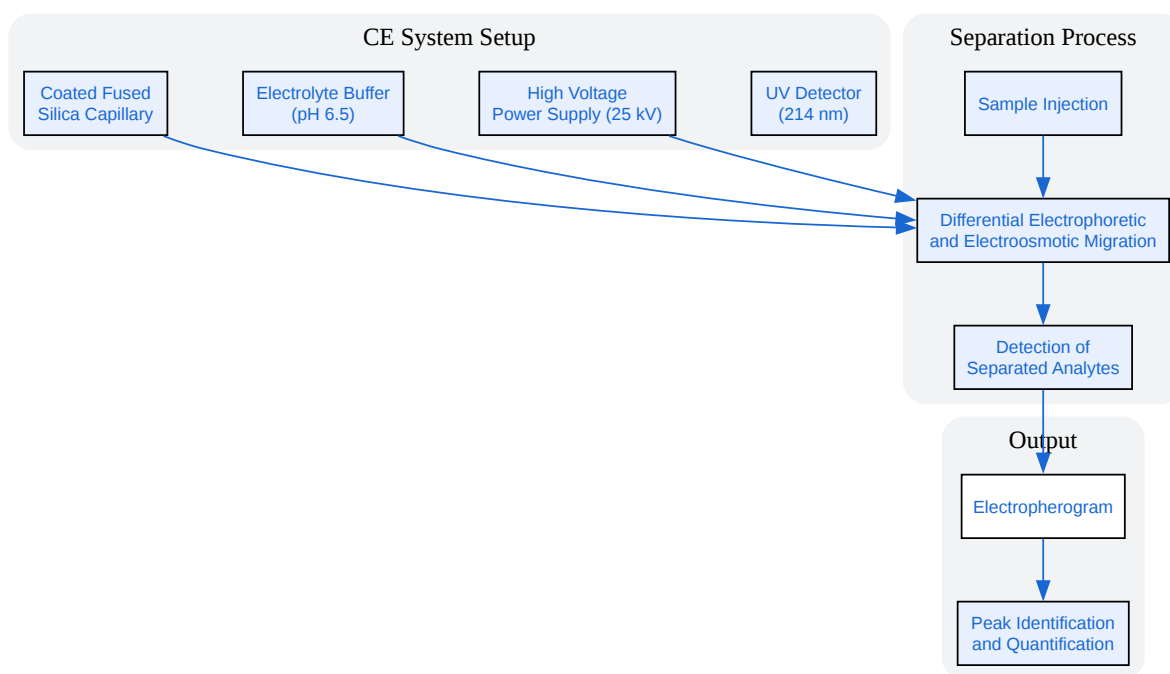 CE System Setup
Coated Fused
Silica Capillary
Electrolyte Buffer
(pH 6.5)
High Voltage
Power Supply (25 kV)
UV Detector
(214 nm)
Separation Process
Sample Injection
Differential Electrophoretic
and Electroosmotic Migration
Detection of
Separated Analytes
Output
Electropherogram
Peak Identification
and Quantification